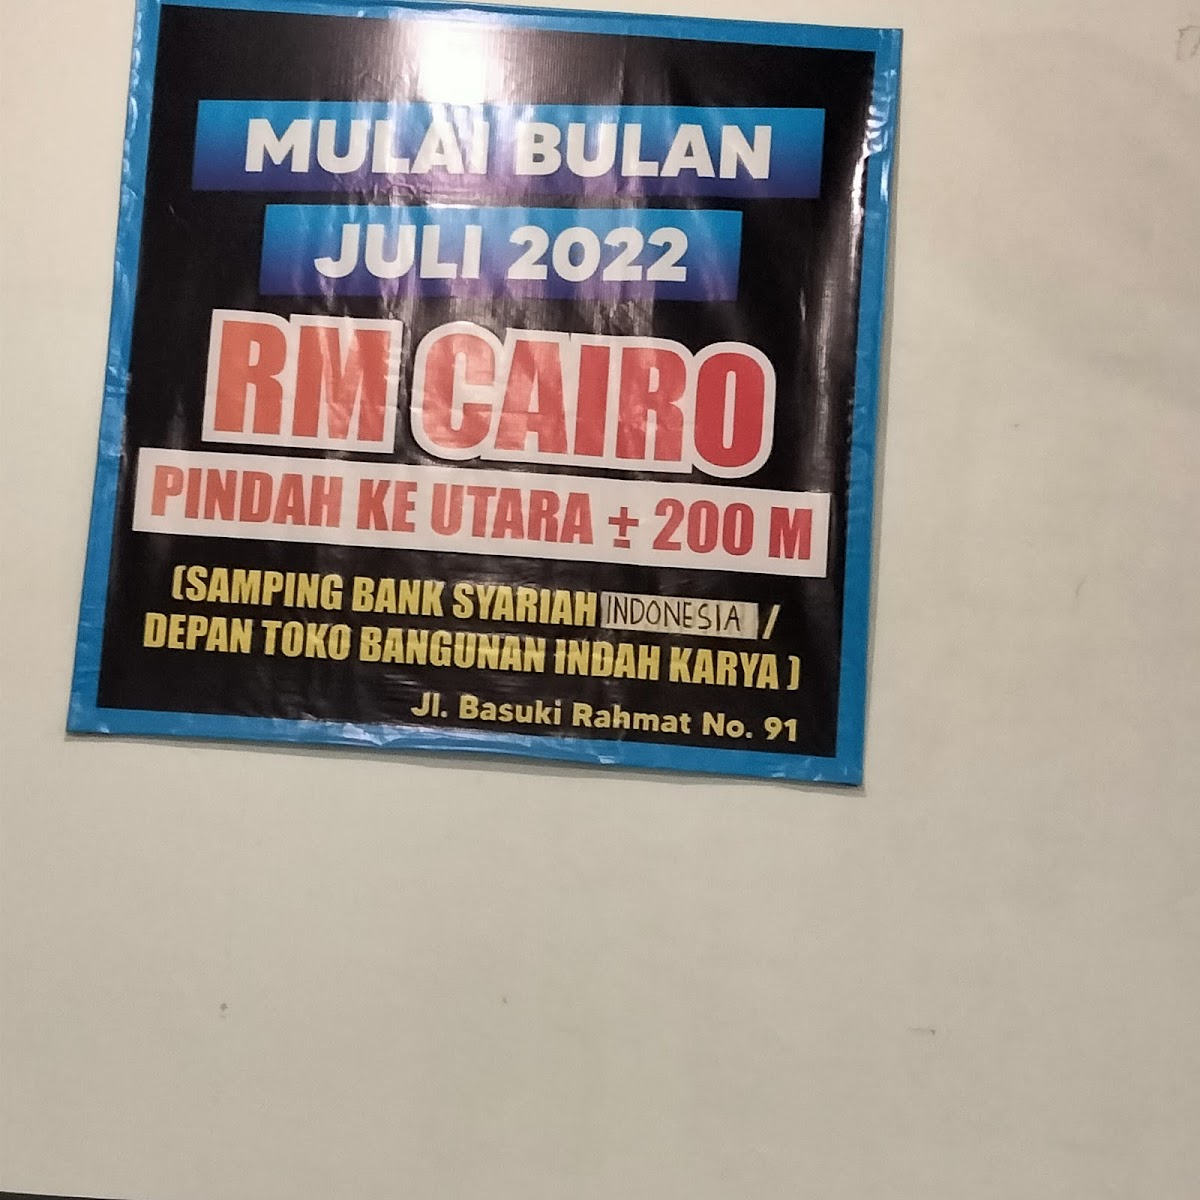 MULAI BULAN
JULI 2022
RM CAIRO
PINDAH KE UTARA ± 200 M
(SAMPING BANK SYARIAH INDONESIA /
DEPAN TOKO BANGUNAN INDAH KARYA )
Jl. Basuki Rahmat No. 91